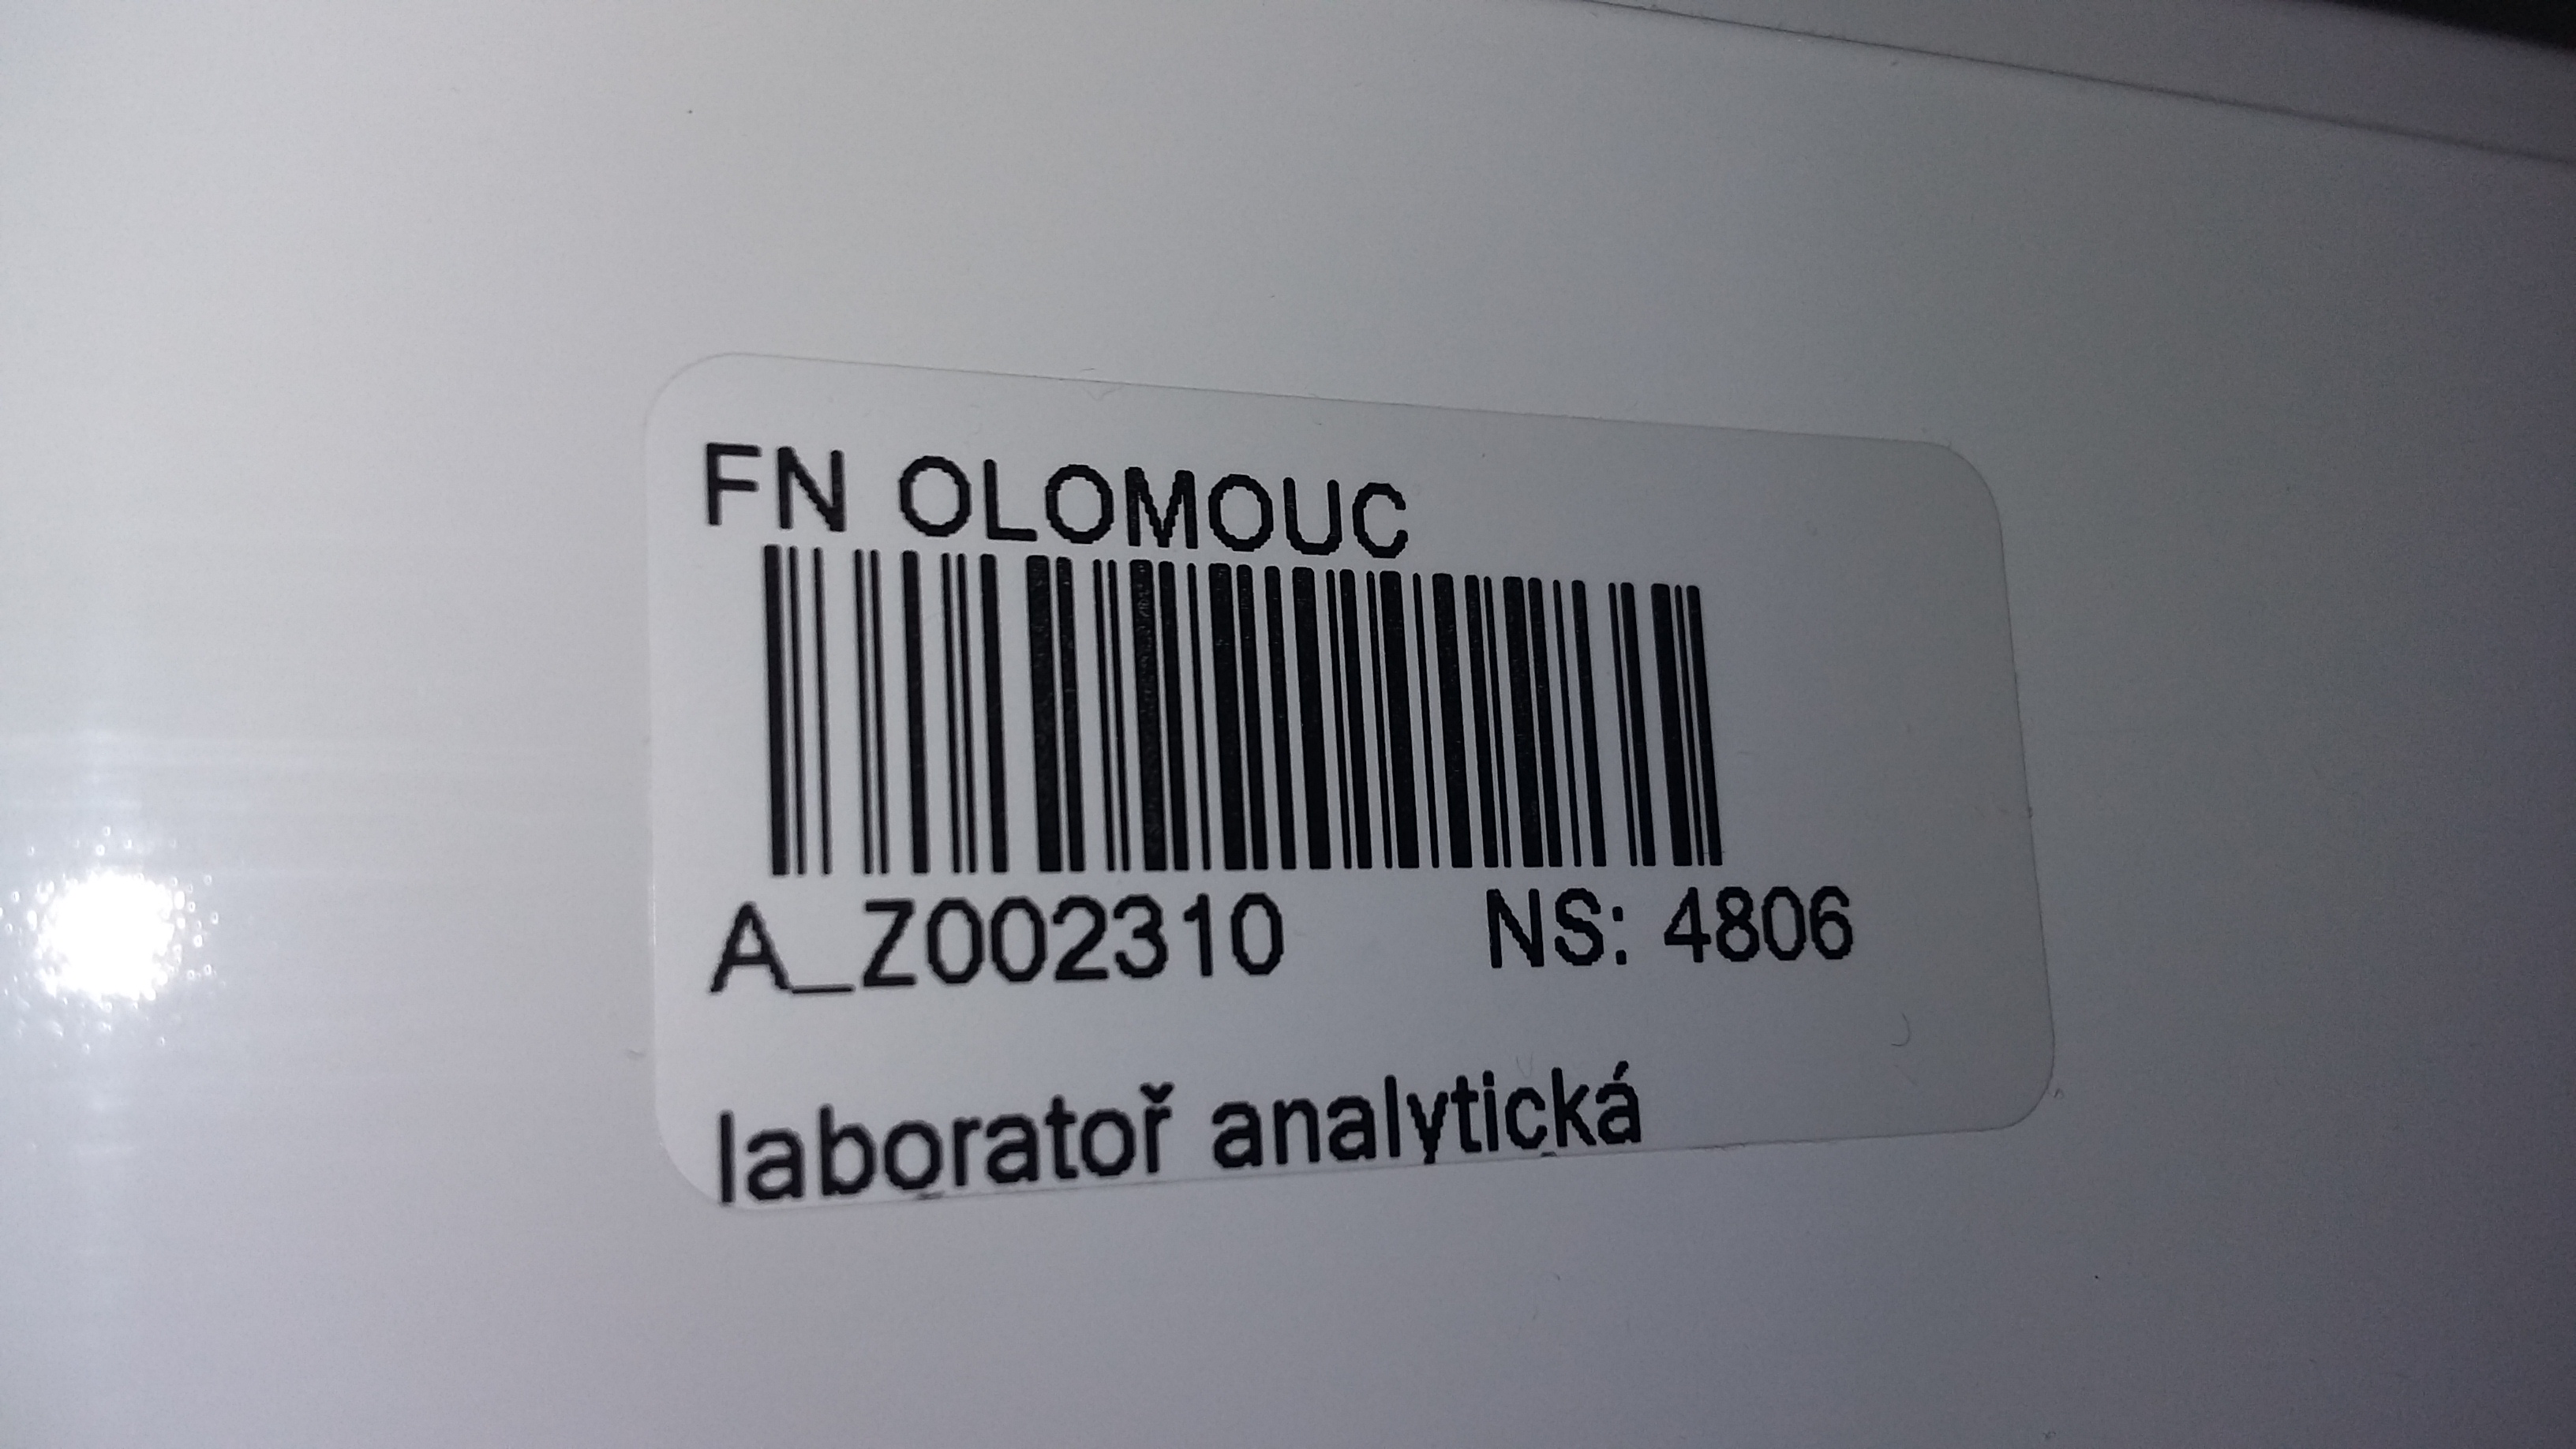 FN OLOMOUC
A_Z002310 NS: 4806
laboratoř analytická